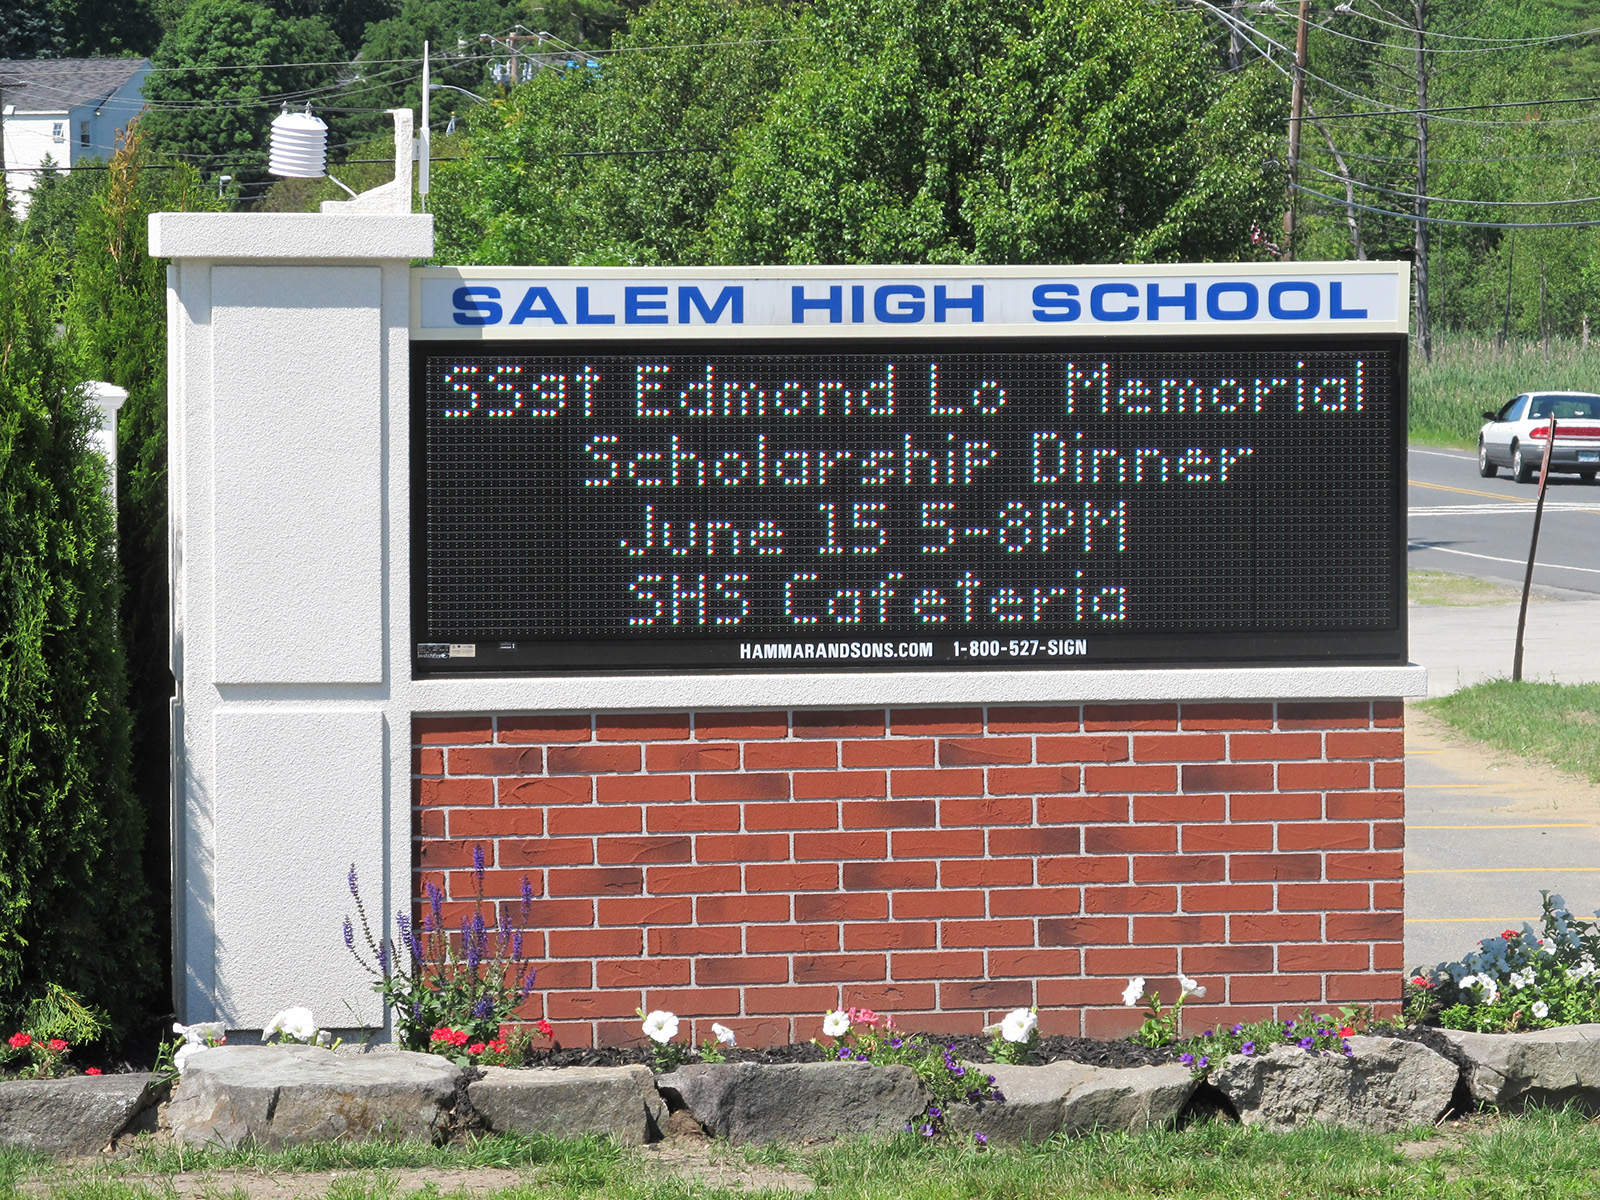 SALEM HIGH SCHOOL
SSgt Edmond Lo Memorial
Scholarship Dinner
June 15 5-8PM
SHS Cafeteria
HAMMARANDSONS.COM 1-800-527-SIGN